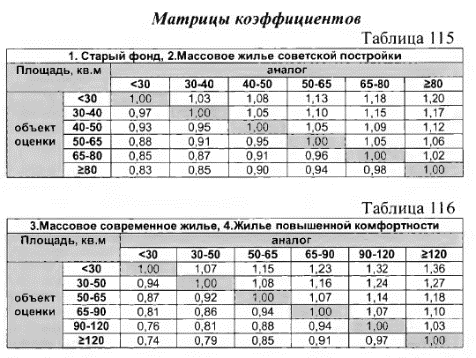 Матрицы коэффициентов
Таблица 115
1. Старый фонд, 2.Массовое жилье советской постройки
Площадь, кв.м аналог
<30 30-40 40-50 50-65 65-80 ≥80
объект оценки
<30 1,00 1,03 1,08 1,13 1,18 1,20
30-40 0,97 1,00 1,05 1,10 1,15 1,17
40-50 0,93 0,95 1,00 1,05 1,09 1,12
50-65 0,88 0,91 0,95 1,00 1,05 1,06
65-80 0,85 0,87 0,91 0,96 1,00 1,02
≥80 0,83 0,85 0,90 0,94 0,98 1,00
Таблица 116
3.Массовое современное жилье, 4.Жилье повышенной комфортности
Площадь, кв.м аналог
<30 30-50 50-65 65-90 90-120 ≥120
объект оценки
<30 1,00 1,07 1,15 1,23 1,32 1,36
30-50 0,94 1,00 1,08 1,16 1,24 1,27
50-65 0,87 0,92 1,00 1,07 1,14 1,18
65-90 0,81 0,86 0,94 1,00 1,07 1,10
90-120 0,76 0,81 0,88 0,94 1,00 1,03
≥120 0,74 0,79 0,85 0,91 0,97 1,00